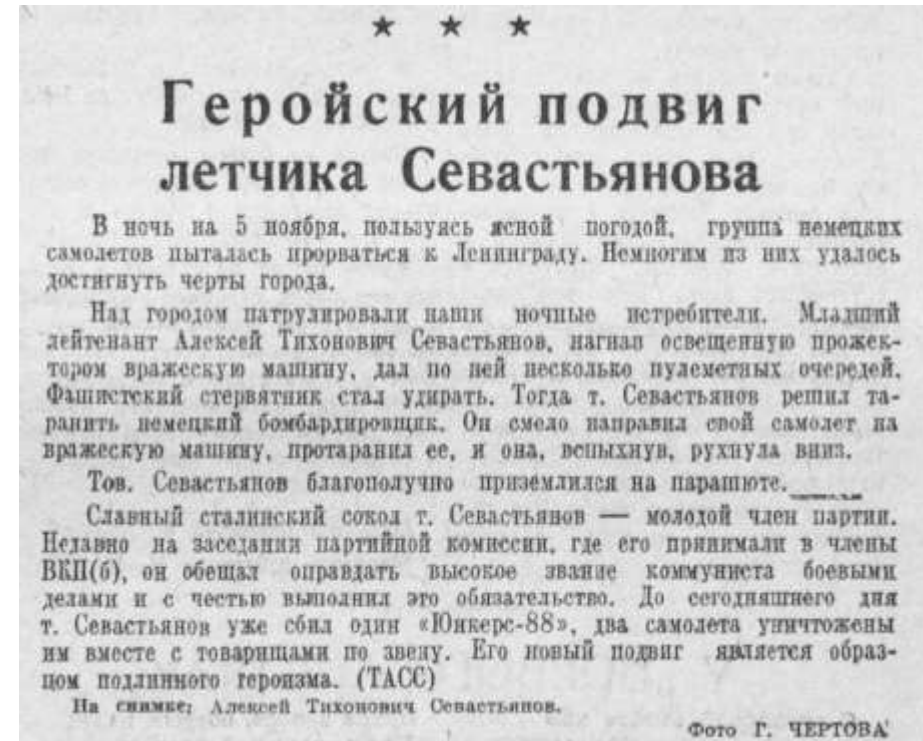 ★ ★ ★
Геройский подвиг
летчика Севастьянова
В ночь на 5 ноября, пользуясь ясной погодой, группа немецких
самолетов пыталась прорваться к Ленинграду. Немногим из них удалось
достигнуть черты города.
Над городом патрулировали наши ночные истребители. Младший
лейтенант Алексей Тихонович Севастьянов, нагнав освещенную прожек-
тором вражескую машину, дал по ней несколько пулеметных очередей.
Фашистский стервятник стал удирать. Тогда т. Севастьянов решил та-
ранить немецкий бомбардировщик. Он смело направил свой самолет на
вражескую машину, протаранил ее, и она, вспыхнув, рухнула вниз.
Тов. Севастьянов благополучно приземлился на парашюте.
Славный сталинский сокол т. Севастьянов — молодой член партии.
Недавно на заседании партийной комиссии, где его принимали в члены
ВКП(б), он обещал оправдать высокое звание коммуниста боевыми
делами и с честью выполнил это обязательство. До сегодняшнего дня
т. Севастьянов уже сбил один «Юнкерс-88», два самолета уничтожены
им вместе с товарищами по звену. Его новый подвиг является образ-
цом подлинного героизма. (ТАСС)
На снимке: Алексей Тихонович Севастьянов.
Фото Г. ЧЕРТОВА